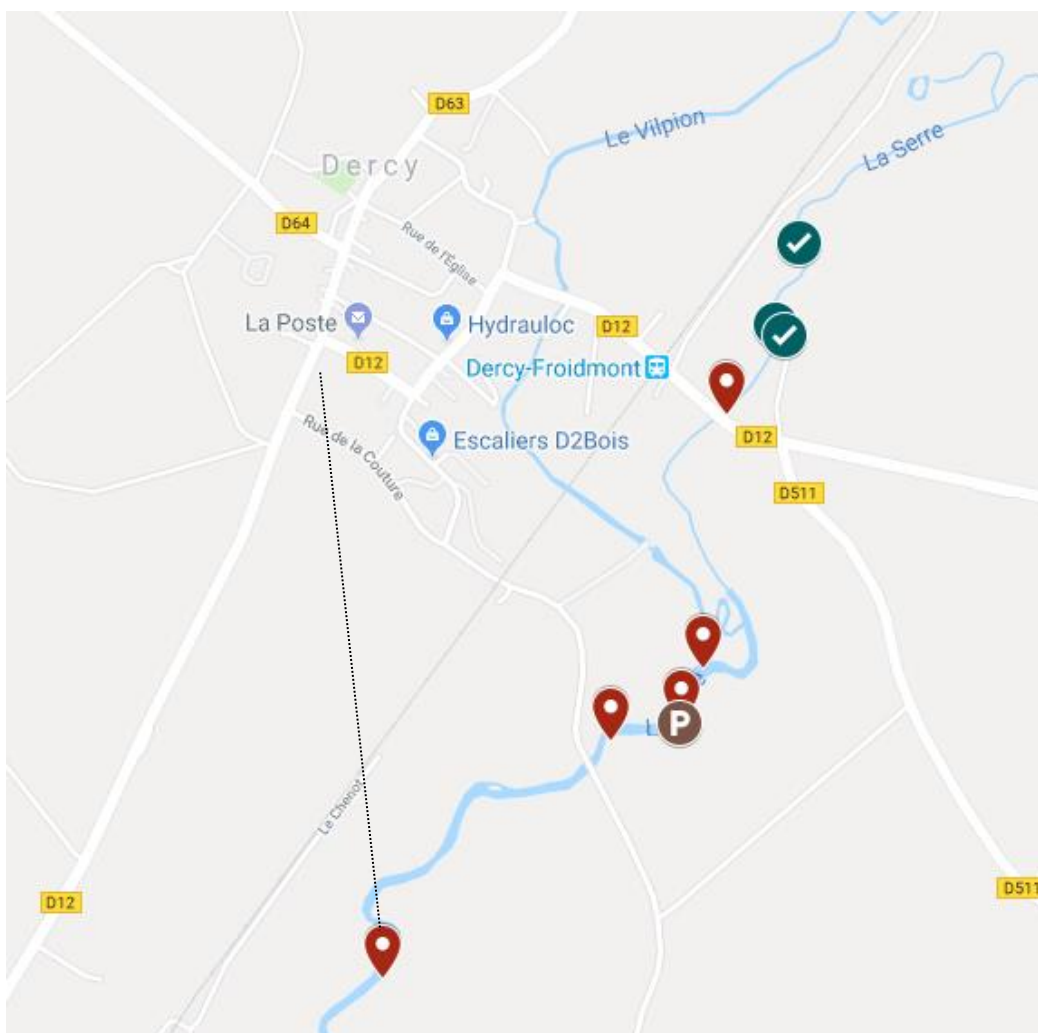 D63
Le Vilpion
La Serre
Dercy
D64
Rue de l'Église
La Poste
Hydrauloc
D12
D12
Dercy-Froidmont
Rue de la Couture
Escaliers D2Bois
D12
D511
P
Le Chenot
D12
D511